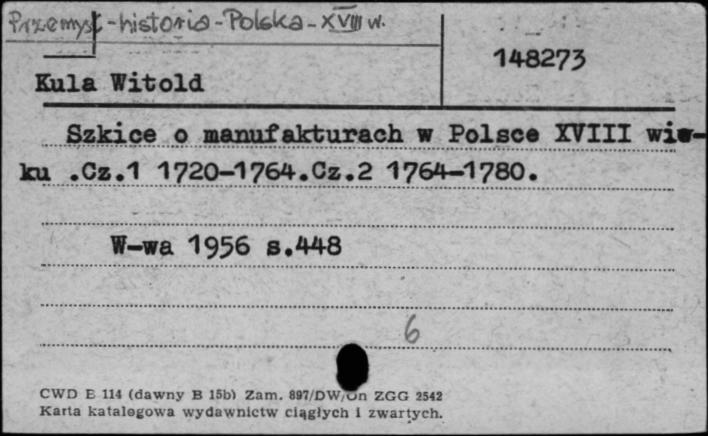 Przemysł-historia-Polska-XVIII w.
148273
Kula Witold
Szkice o manufakturach w Polsce XVIII wie-
ku .Cz.1 1720-1764.Cz.2 1764-1780.
W-wa 1956 s.448
6
CWD E 114 (dawny B 15b) Zam. 897/DW/On ZGG 2542
Karta katalogowa wydawnictw ciągłych i zwartych.